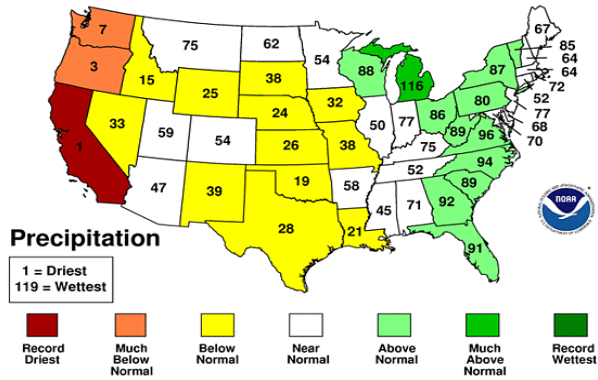 7
75
62
54
67
85
64
64
72
52
77
68
70
3
15
25
38
88
116
87
80
33
24
32
86
1
59
54
26
38
50
77
89
96
75
94
52
47
39
19
58
89
28
21
45
71
92
91
NOAA
Precipitation
1 = Driest
119 = Wettest
Record
Driest
Much
Below
Normal
Below
Normal
Near
Normal
Above
Normal
Much
Above
Normal
Record
Wettest